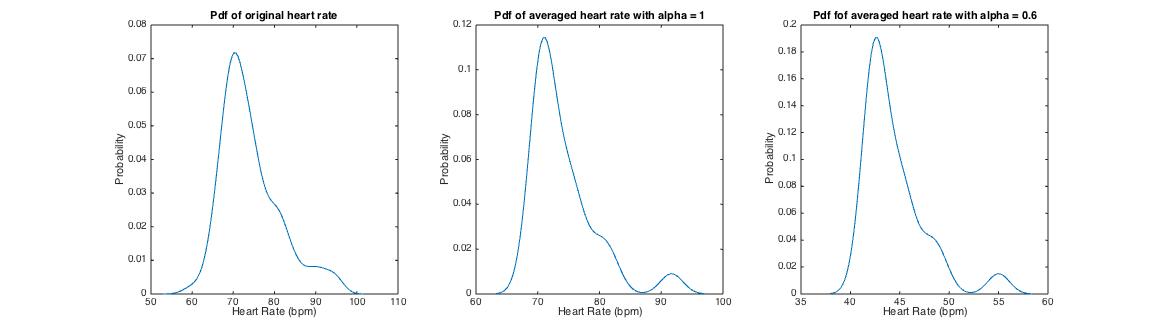 Pdf of original heart rate
0.08
0.07
0.06
0.05
0.04
0.03
0.02
0.01
0
Probability
50 60 70 80 90 100 110
Heart Rate (bpm)
Pdf of averaged heart rate with alpha = 1
0.12
0.1
0.08
0.06
0.04
0.02
0
Probability
60 70 80 90 100
Heart Rate (bpm)
Pdf fof averaged heart rate with alpha = 0.6
0.2
0.18
0.16
0.14
0.12
0.1
0.08
0.06
0.04
0.02
0
Probability
35 40 45 50 55 60
Heart Rate (bpm)